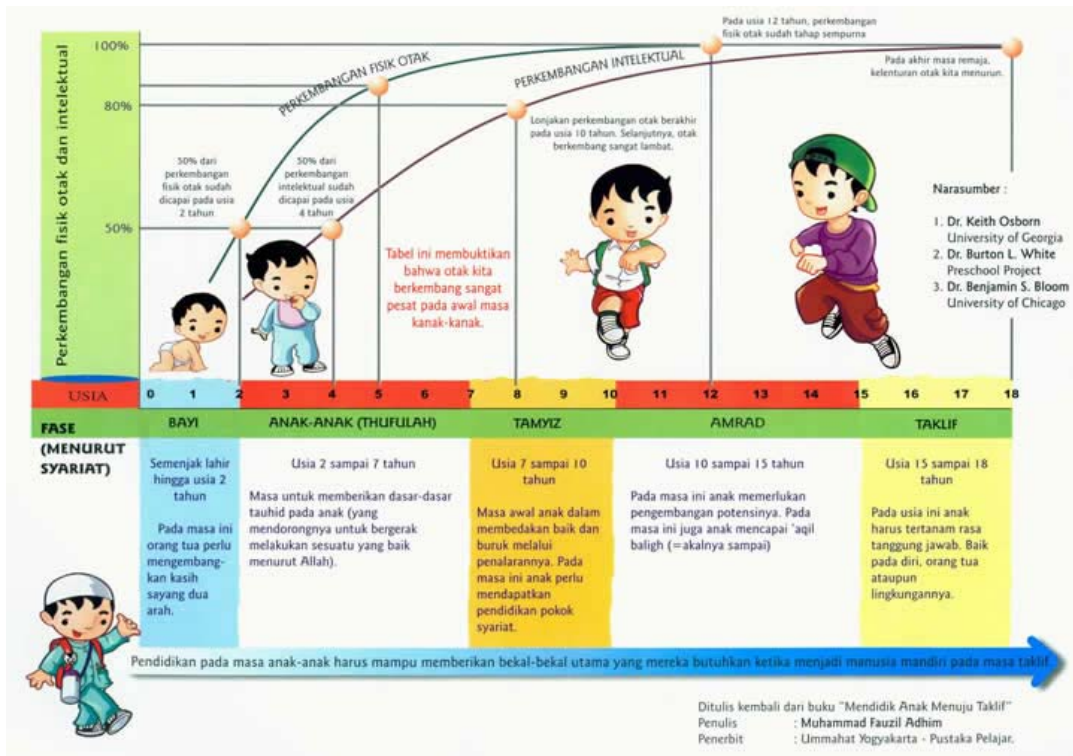 Perkembangan fisik otak dan intelektual
100%
80%
50%
PERKEMBANGAN FISIK OTAK
PERKEMBANGAN INTELEKTUAL
Pada usia 12 tahun, perkembangan
fisik otak sudah tahap sempurna
Pada akhir masa remaja,
kelenturan otak kita menurun.
Lonjakan perkembangan otak berakhir
pada usia 10 tahun. Selanjutnya, otak
berkembang sangat lambat.
50% dari
perkembangan
fisik otak sudah
dicapai pada usia
2 tahun
50% dari
perkembangan
intelektual sudah
dicapai pada usia
4 tahun
Tabel ini membuktikan
bahwa otak kita
berkembang sangat
pesat pada awal masa
kanak-kanak.
Narasumber :
1. Dr. Keith Osborn
University of Georgia
2. Dr. Burton L. White
Preschool Project
3. Dr. Benjamin S. Bloom
University of Chicago
USIA 0 1 2 3 4 5 6 7 8 9 10 11 12 13 14 15 16 17 18
FASE
(MENURUT
SYARIAT)
BAYI
Semenjak lahir
hingga usia 2
tahun
Pada masa ini
orang tua perlu
mengembang-
kan kasih
sayang dua
arah.
ANAK-ANAK (THUFULAH)
Usia 2 sampai 7 tahun
Masa untuk memberikan dasar-dasar
tauhid pada anak (yang
mendorongnya untuk bergerak
melakukan sesuatu yang baik
menurut Allah).
TAMYIZ
Usia 7 sampai 10
tahun
Masa awal anak dalam
membedakan baik dan
buruk melalui
penalarannya. Pada
masa ini anak perlu
mendapatkan
pendidikan pokok
syariat.
AMRAD
Usia 10 sampai 15 tahun
Pada masa ini anak memerlukan
pengembangan potensinya. Pada
masa ini juga anak mencapai 'aqil
baligh (=akalnya sampai)
TAKLIF
Usia 15 sampai 18
tahun
Pada usia ini anak
harus tertanam rasa
tanggung jawab. Baik
pada diri, orang tua
ataupun
lingkungannya.
Pendidikan pada masa anak-anak harus mampu memberikan bekal-bekal utama yang mereka butuhkan ketika menjadi manusia mandiri pada masa taklif.
Ditulis kembali dari buku "Mendidik Anak Menuju Taklif"
Penulis : Muhammad Fauzil Adhim
Penerbit : Ummahat Yogyakarta - Pustaka Pelajar.